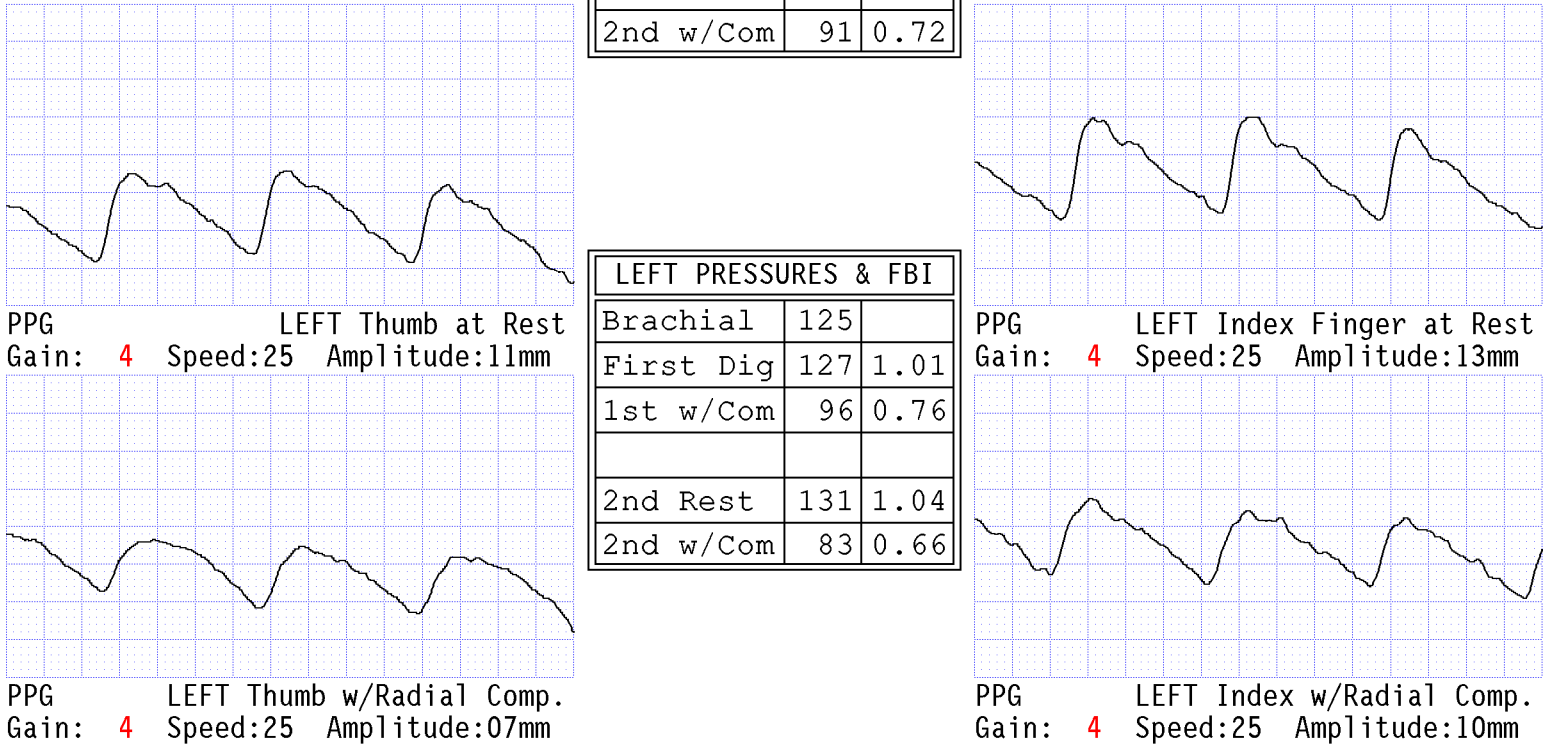 2nd w/Com 91 0.72
PPG LEFT Thumb at Rest
Gain: 4 Speed:25 Amplitude:11mm
LEFT PRESSURES & FBI
Brachial 125
First Dig 127 1.01
1st w/Com 96 0.76
2nd Rest 131 1.04
2nd w/Com 83 0.66
PPG LEFT Index Finger at Rest
Gain: 4 Speed:25 Amplitude:13mm
PPG LEFT Thumb w/Radial Comp.
Gain: 4 Speed:25 Amplitude:07mm
PPG LEFT Index w/Radial Comp.
Gain: 4 Speed:25 Amplitude:10mm